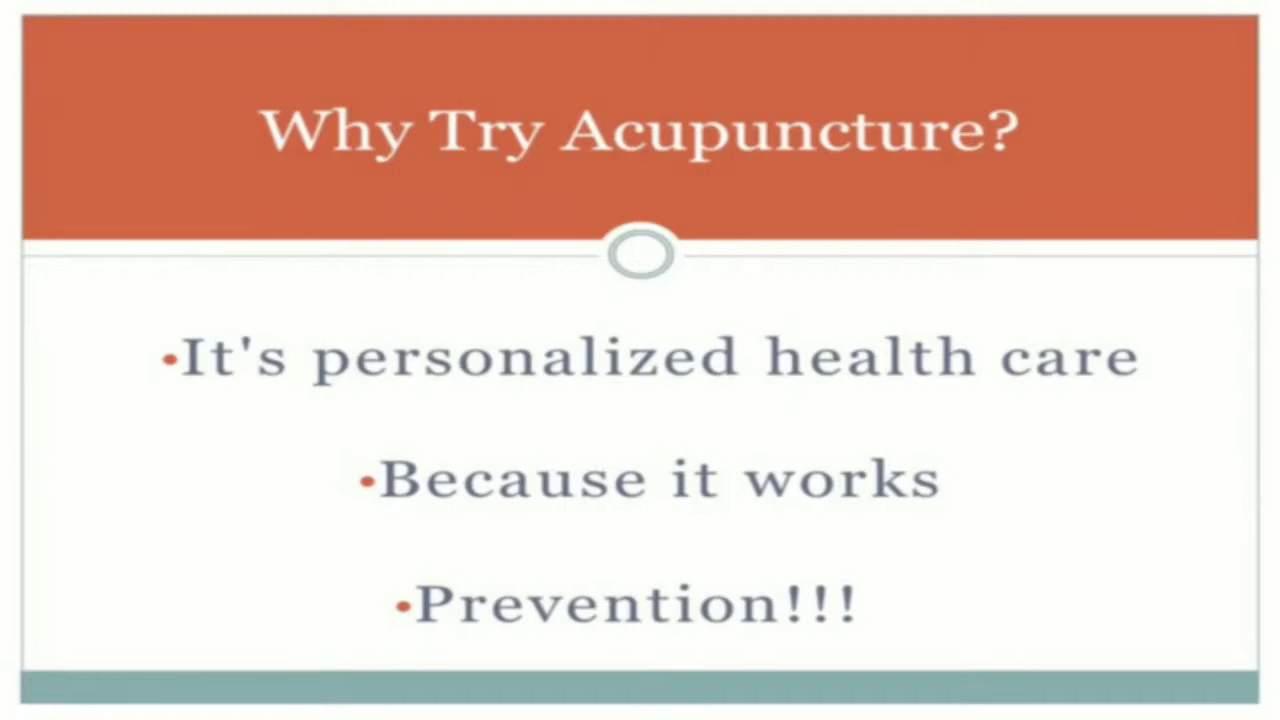 Why Try Acupuncture?
•It's personalized health care
•Because it works
•Prevention!!!